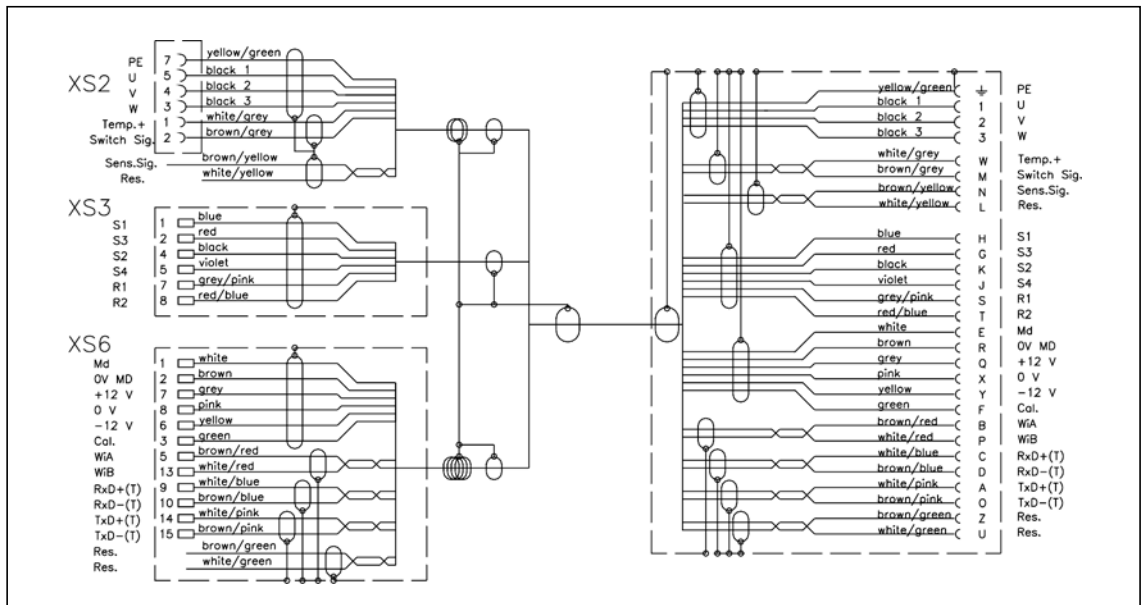 XS2
PE 7 yellow/green
U 5 black 1
V 4 black 2
W 3 black 3
Temp.+ 1 white/grey
Switch Sig. 2 brown/grey
Sens.Sig. brown/yellow
Res. white/yellow
XS3
S1 1 blue
S3 2 red
S2 4 black
S4 5 violet
R1 7 grey/pink
R2 8 red/blue
XS6
Md 1 white
0V MD 2 brown
+12 V 7 grey
0 V 8 pink
-12 V 6 yellow
Cal. 3 green
WiA 5 brown/red
WiB 13 white/red
RxD+(T) 9 white/blue
RxD-(T) 10 brown/blue
TxD+(T) 14 white/pink
TxD-(T) 15 brown/pink
Res. brown/green
Res. white/green
yellow/green PE
black 1 1 U
black 2 2 V
black 3 3 W
white/grey W Temp.+
brown/grey M Switch Sig.
brown/yellow N Sens.Sig.
white/yellow L Res.
blue H S1
red G S3
black K S2
violet J S4
grey/pink S R1
red/blue T R2
white E Md
brown R 0V MD
grey Q +12 V
pink X 0 V
yellow Y -12 V
green F Cal.
brown/red B WiA
white/red P WiB
white/blue C RxD+(T)
brown/blue D RxD-(T)
white/pink A TxD+(T)
brown/pink O TxD-(T)
brown/green Z Res.
white/green U Res.